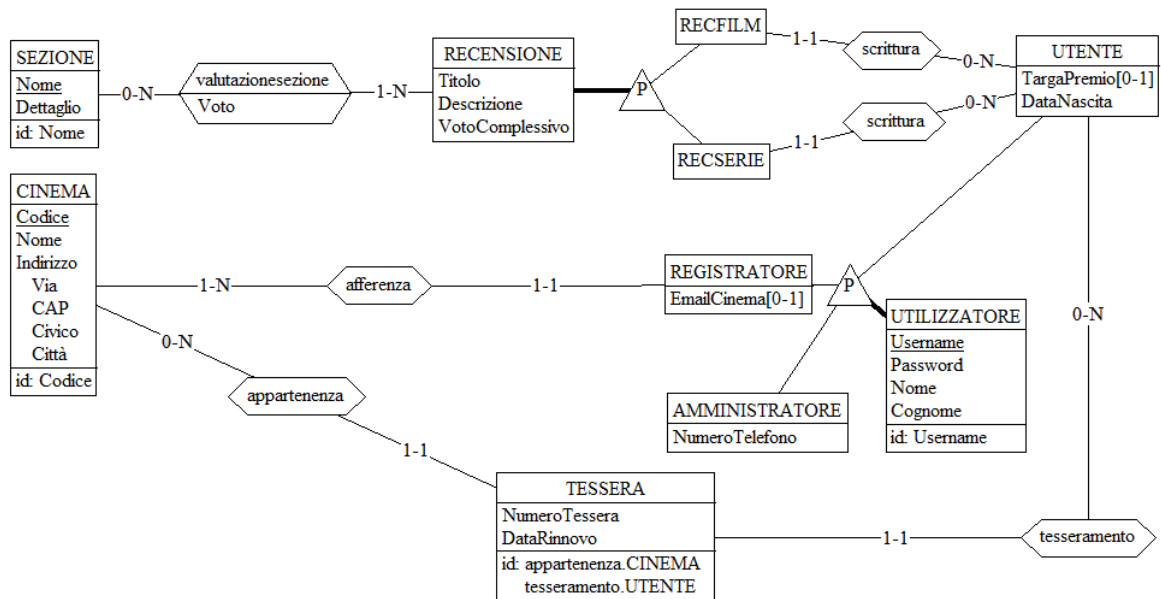 SEZIONE
Nome
Dettaglio
id: Nome
0-N
valutazionesezione
Voto
1-N
RECENSIONE
Titolo
Descrizione
VotoComplessivo
P
RECFILM
1-1
scrittura
0-N
RECSERIE
1-1
scrittura
0-N
UTENTE
TargaPremio[0-1]
DataNascita
CINEMA
Codice
Nome
Indirizzo
Via
CAP
Civico
Città
id: Codice
1-N
afferenza
1-1
REGISTRATORE
EmailCinema[0-1]
P
UTILIZZATORE
Username
Password
Nome
Cognome
id: Username
0-N
0-N
appartenenza
1-1
AMMINISTRATORE
NumeroTelefono
TESSERA
NumeroTessera
DataRinnovo
id: appartenenza.CINEMA
tesseramento.UTENTE
1-1
tesseramento